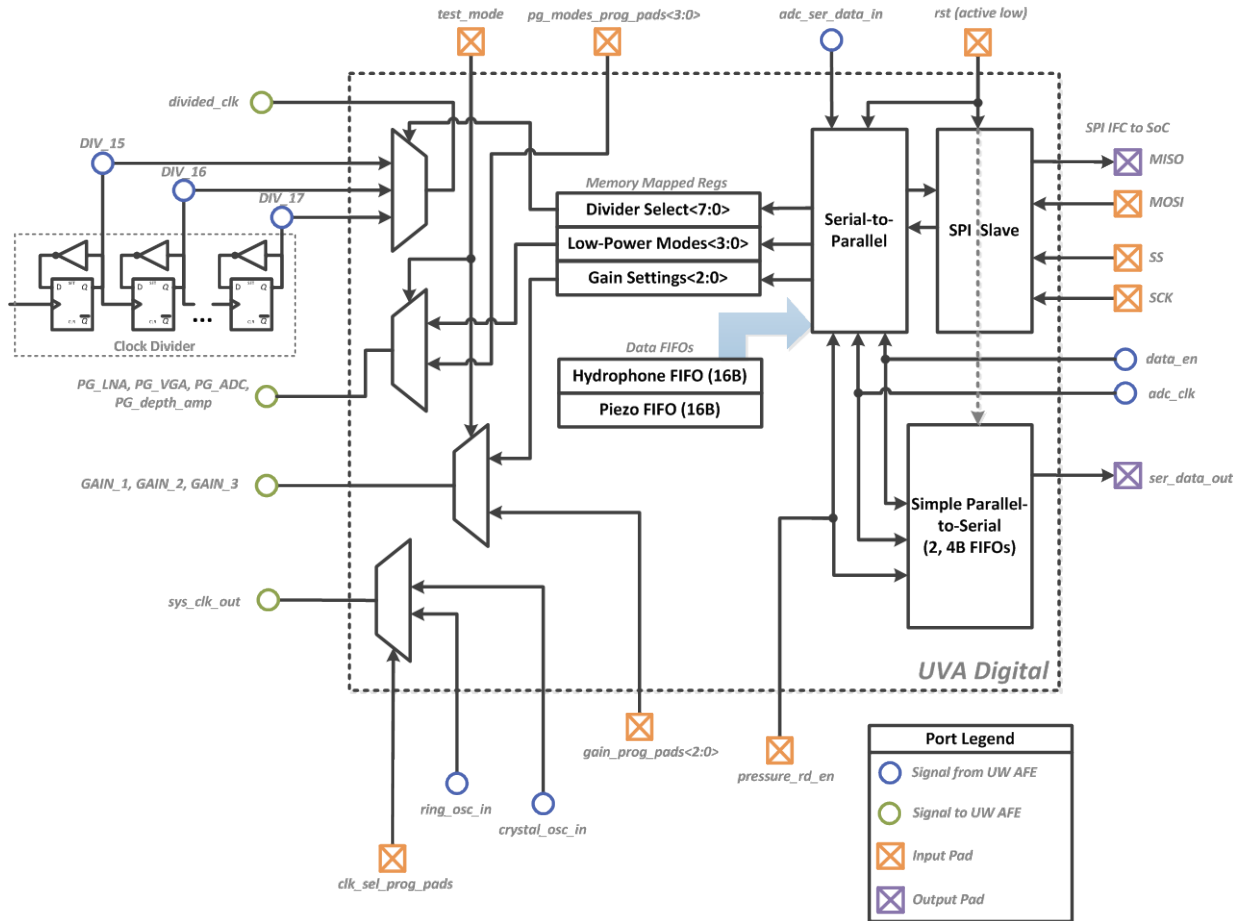 test_mode
pg_modes_prog_pads<3:0>
adc_ser_data_in
rst (active low)
divided_clk
DIV_15
DIV_16
DIV_17
SPI IFC to SoC
MISO
MOSI
SS
SCK
Memory Mapped Regs
Divider Select<7:0>
Low-Power Modes<3:0>
Gain Settings<2:0>
Serial-to-
Parallel
SPI Slave
D
Q
Q
D
Q
Q
...
D
Q
Q
Clock Divider
Data FIFOs
Hydrophone FIFO (16B)
Piezo FIFO (16B)
data_en
adc_clk
PG_LNA, PG_VGA, PG_ADC,
PG_depth_amp
GAIN_1, GAIN_2, GAIN_3
ser_data_out
Simple Parallel-
to-Serial
(2, 4B FIFOs)
sys_clk_out
UVA Digital
gain_prog_pads<2:0>
pressure_rd_en
ring_osc_in
crystal_osc_in
clk_sel_prog_pads
Port Legend
Signal from UW AFE
Signal to UW AFE
Input Pad
Output Pad